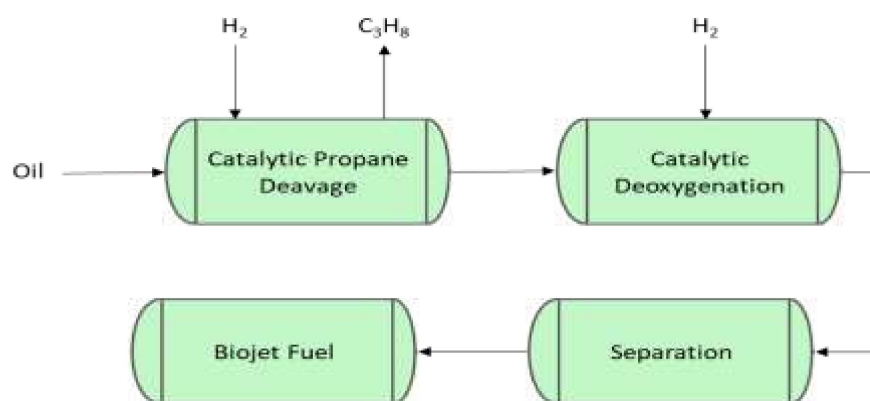 H₂
C₃H₈
H₂
Oil
Catalytic Propane
Deavage
Catalytic
Deoxygenation
Biojet Fuel
Separation